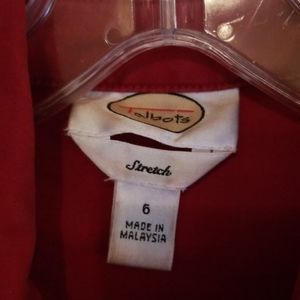 Talbots
Stretch
6
MADE IN
MALAYSIA